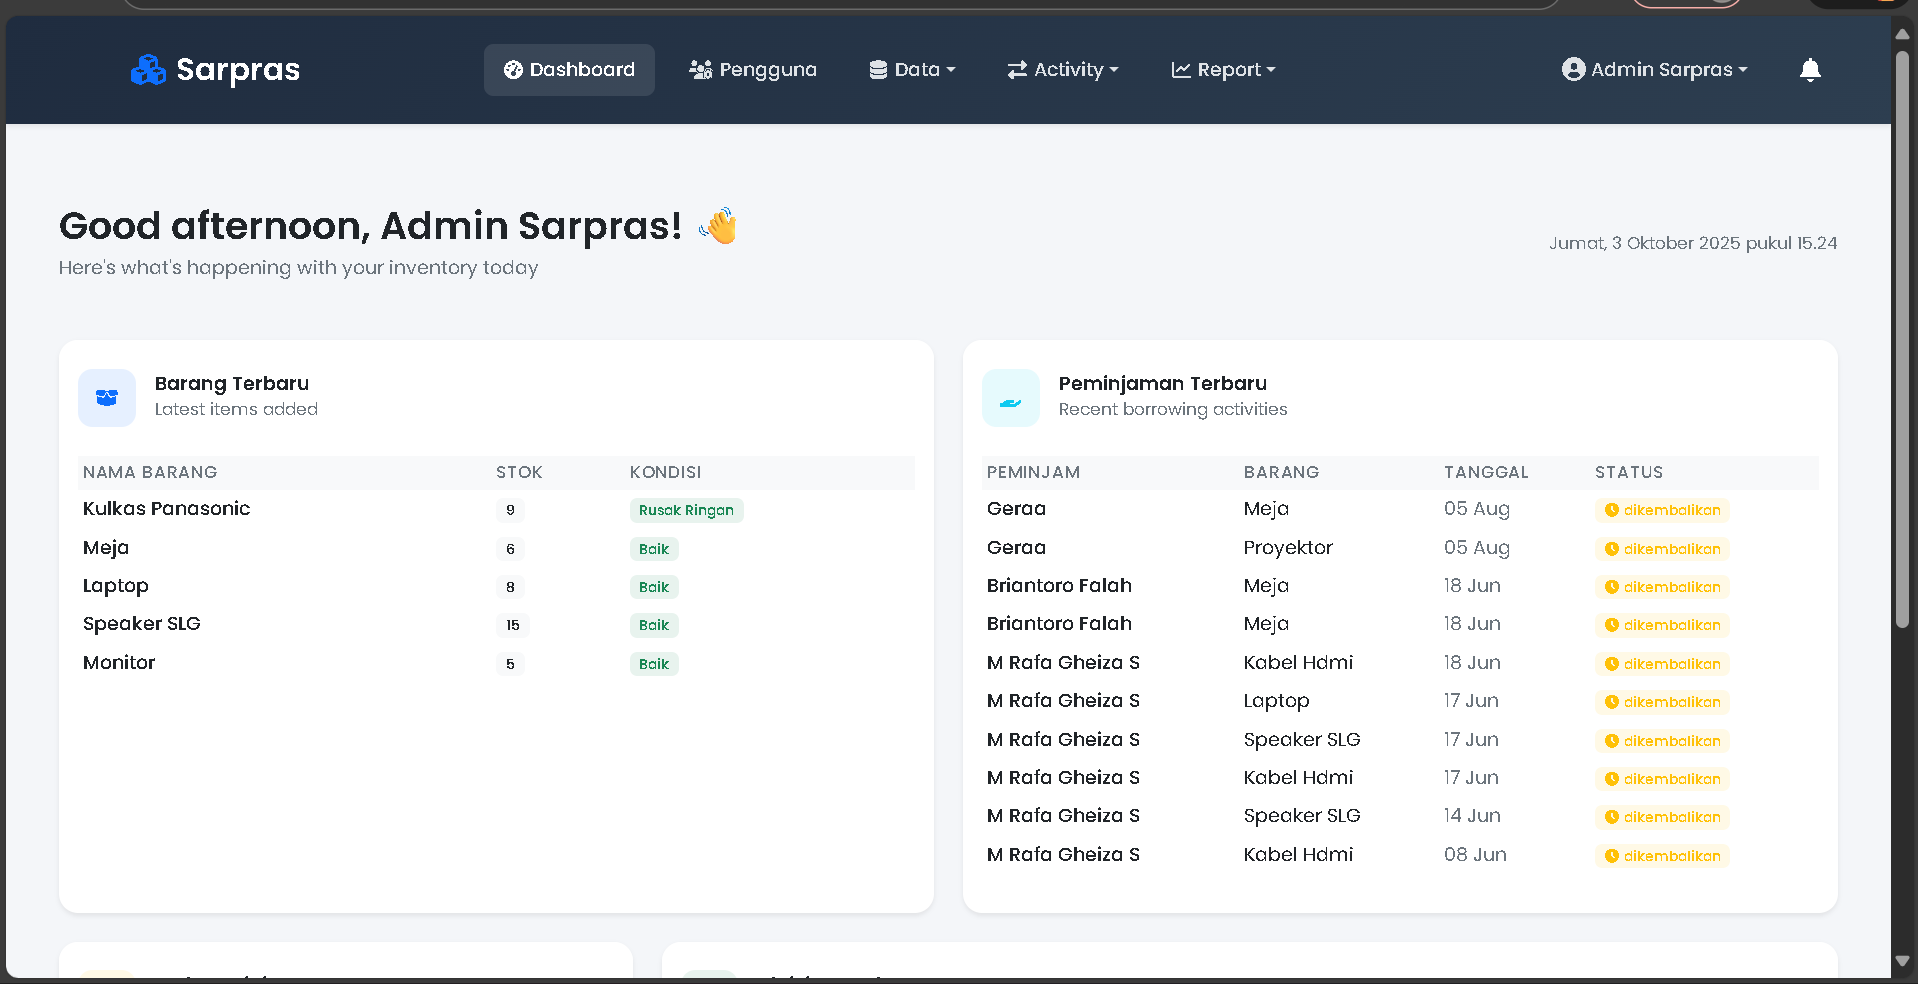 Sarpras
Dashboard
Pengguna
Data
Activity
Report
Admin Sarpras
Good afternoon, Admin Sarpras! 👋
Here's what's happening with your inventory today
Jumat, 3 Oktober 2025 pukul 15.24
Barang Terbaru
Latest items added
NAMA BARANG STOK KONDISI
Kulkas Panasonic 9 Rusak Ringan
Meja 6 Baik
Laptop 8 Baik
Speaker SLG 15 Baik
Monitor 5 Baik
Peminjaman Terbaru
Recent borrowing activities
PEMINJAM BARANG TANGGAL STATUS
Geraa Meja 05 Aug dikembalikan
Geraa Proyektor 05 Aug dikembalikan
Briantoro Falah Meja 18 Jun dikembalikan
Briantoro Falah Meja 18 Jun dikembalikan
M Rafa Gheiza S Kabel Hdmi 18 Jun dikembalikan
M Rafa Gheiza S Laptop 17 Jun dikembalikan
M Rafa Gheiza S Speaker SLG 17 Jun dikembalikan
M Rafa Gheiza S Kabel Hdmi 17 Jun dikembalikan
M Rafa Gheiza S Speaker SLG 14 Jun dikembalikan
M Rafa Gheiza S Kabel Hdmi 08 Jun dikembalikan